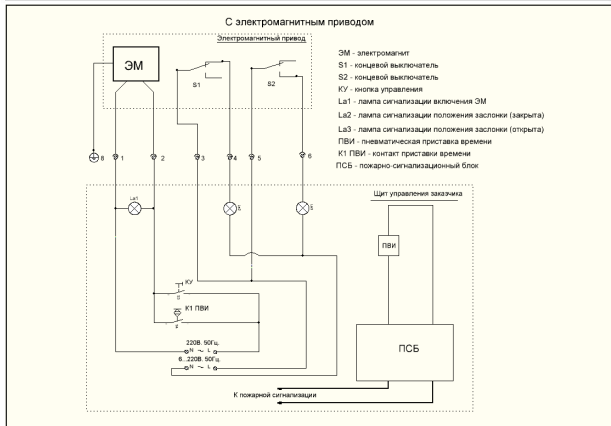 С электромагнитным приводом
Электромагнитный привод
ЭМ
S1
S2
ЭМ - электромагнит
S1 - концевой выключатель
S2 - концевой выключатель
КУ - кнопка управления
La1 - лампа сигнализации включения ЭМ
La2 - лампа сигнализации положения заслонки (закрыта)
La3 - лампа сигнализации положения заслонки (открыта)
ПВИ - пневматическая приставка времени
К1 ПВИ - контакт приставки времени
ПСБ - пожарно-сигнализационный блок
8 1 2 3 4 5 6
Щит управления заказчика
La1
ПВИ
КУ
К1 ПВИ
220В. 50Гц.
N ~ L
6...220В. 50Гц.
N ~ L
ПСБ
К пожарной сигнализации